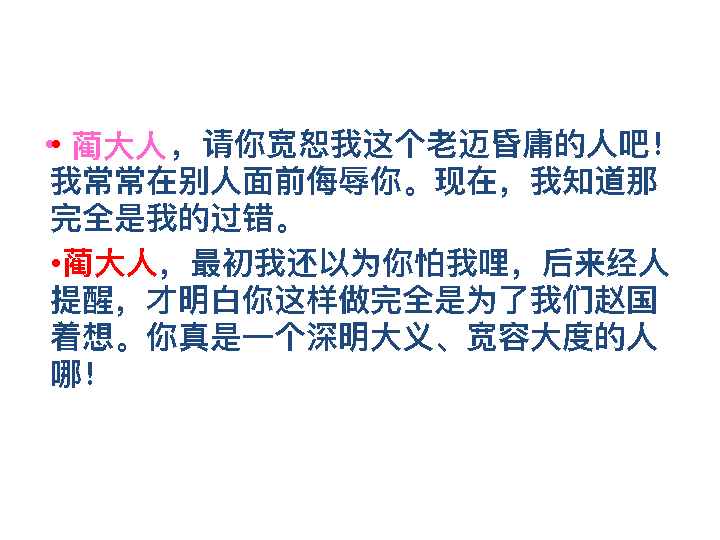 • 蔺大人，请你宽恕我这个老迈昏庸的人吧！
我常常在别人面前侮辱你。现在，我知道那
完全是我的过错。
•蔺大人，最初我还以为你怕我哩，后来经人
提醒，才明白你这样做完全是为了我们赵国
着想。你真是一个深明大义、宽容大度的人
哪！